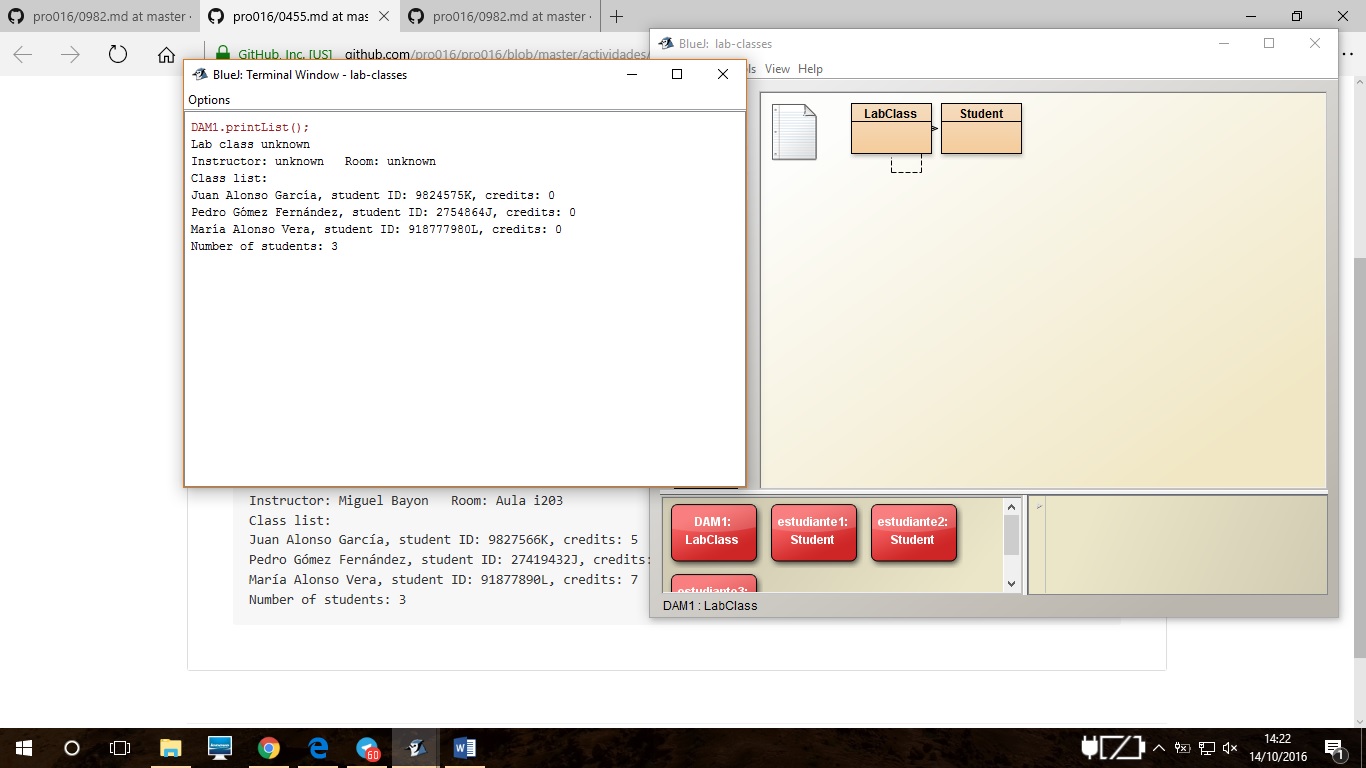 pro016/0982.md at master
pro016/0455.md at mas
pro016/0982.md at master
GitHub, Inc. [US] github.com/pro016/pro016/blob/master/actividades/
BlueJ: lab-classes
ls View Help
BlueJ: Terminal Window - lab-classes
Options
DAM1.printList();
Lab class unknown
Instructor: unknown   Room: unknown
Class list:
Juan Alonso García, student ID: 9824575K, credits: 0
Pedro Gómez Fernández, student ID: 2754864J, credits: 0
María Alonso Vera, student ID: 918777980L, credits: 0
Number of students: 3
LabClass
Student
Instructor: Miguel Bayon   Room: Aula i203
Class list:
Juan Alonso García, student ID: 9827566K, credits: 5
Pedro Gómez Fernández, student ID: 27419432J, credits:
María Alonso Vera, student ID: 91877890L, credits: 7
Number of students: 3
DAM1:
LabClass
estudiante1:
Student
estudiante2:
Student
estudiante3:
DAM1 : LabClass
60
14:22
14/10/2016
1